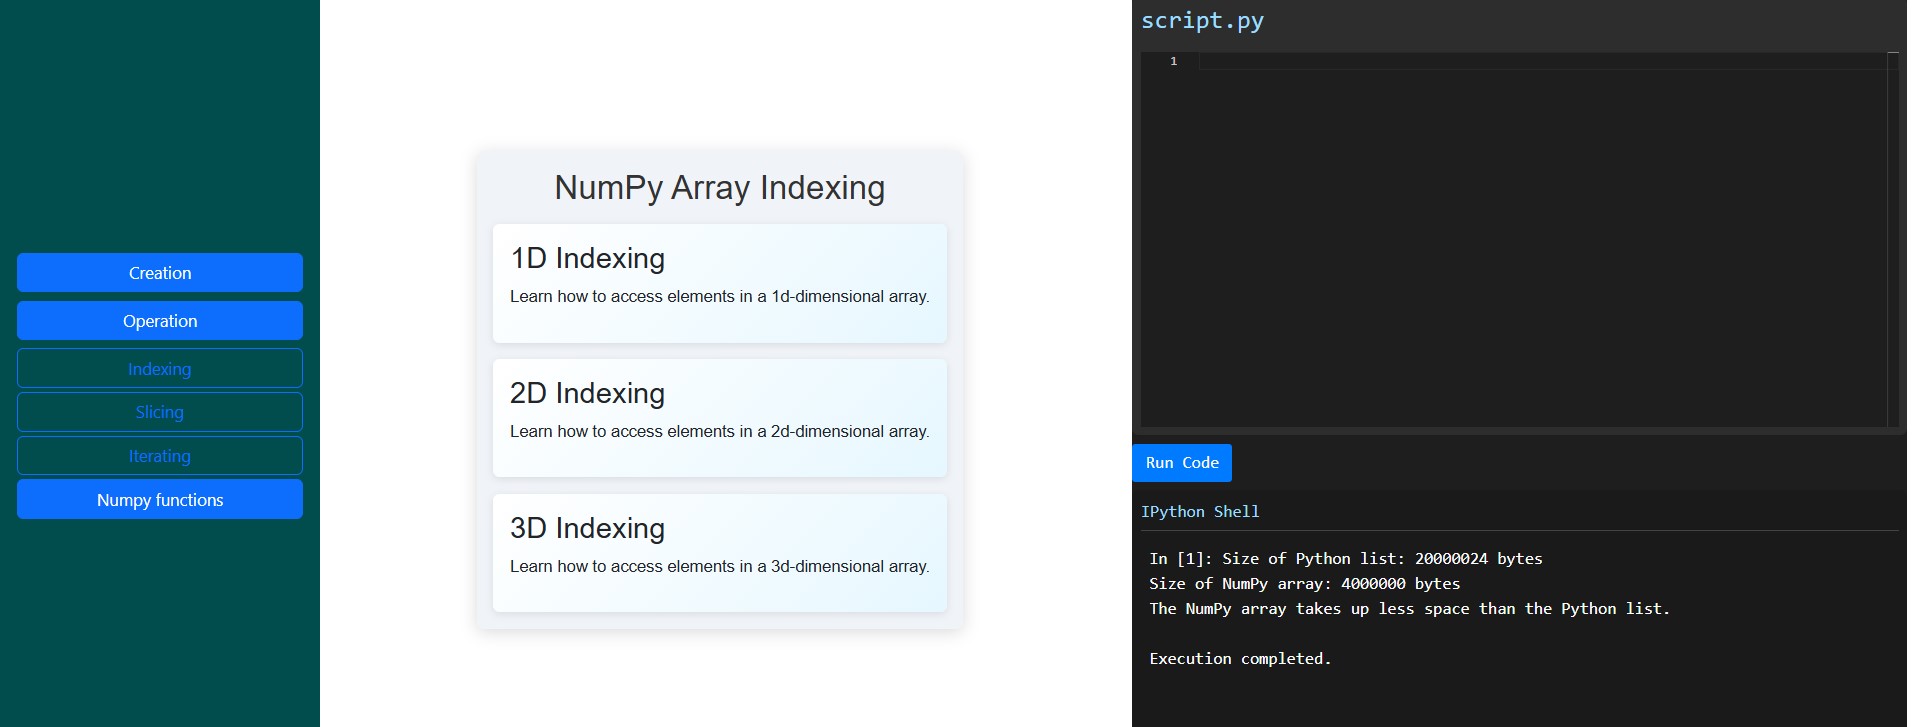 Creation
Operation
Indexing
Slicing
Iterating
Numpy functions
NumPy Array Indexing
1D Indexing
Learn how to access elements in a 1d-dimensional array.
2D Indexing
Learn how to access elements in a 2d-dimensional array.
3D Indexing
Learn how to access elements in a 3d-dimensional array.
script.py
1
Run Code
IPython Shell
In [1]: Size of Python list: 20000024 bytes
Size of NumPy array: 4000000 bytes
The NumPy array takes up less space than the Python list.
Execution completed.